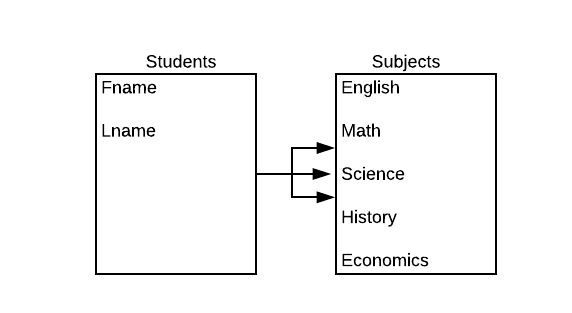 Students
Fname
Lname
Subjects
English
Math
Science
History
Economics